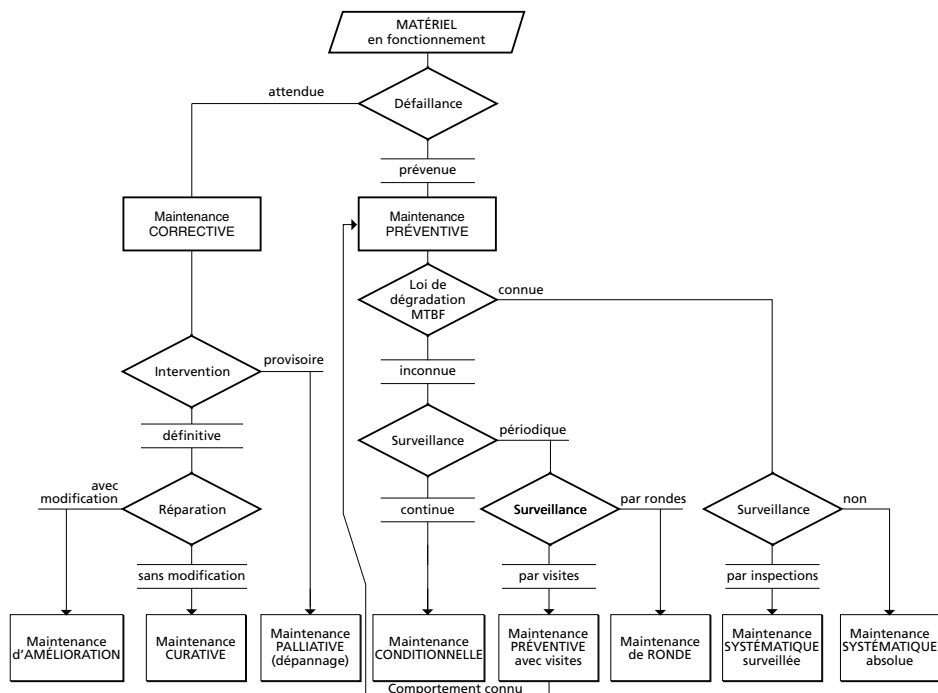 MATÉRIEL
en fonctionnement
attendue
Défaillance
prévenue
Maintenance
CORRECTIVE
Maintenance
PRÉVENTIVE
Loi de
dégradation
MTBF
connue
Intervention
provisoire
inconnue
définitive
Surveillance
périodique
avec
modification
Réparation
continue
Surveillance
par rondes
Surveillance
non
sans modification
par visites
par inspections
Maintenance
d'AMÉLIORATION
Maintenance
CURATIVE
Maintenance
PALLIATIVE
(dépannage)
Maintenance
CONDITIONNELLE
Maintenance
PRÉVENTIVE
avec visites
Maintenance
de RONDE
Maintenance
SYSTÉMATIQUE
surveillée
Maintenance
SYSTÉMATIQUE
absolue
Comportement connu